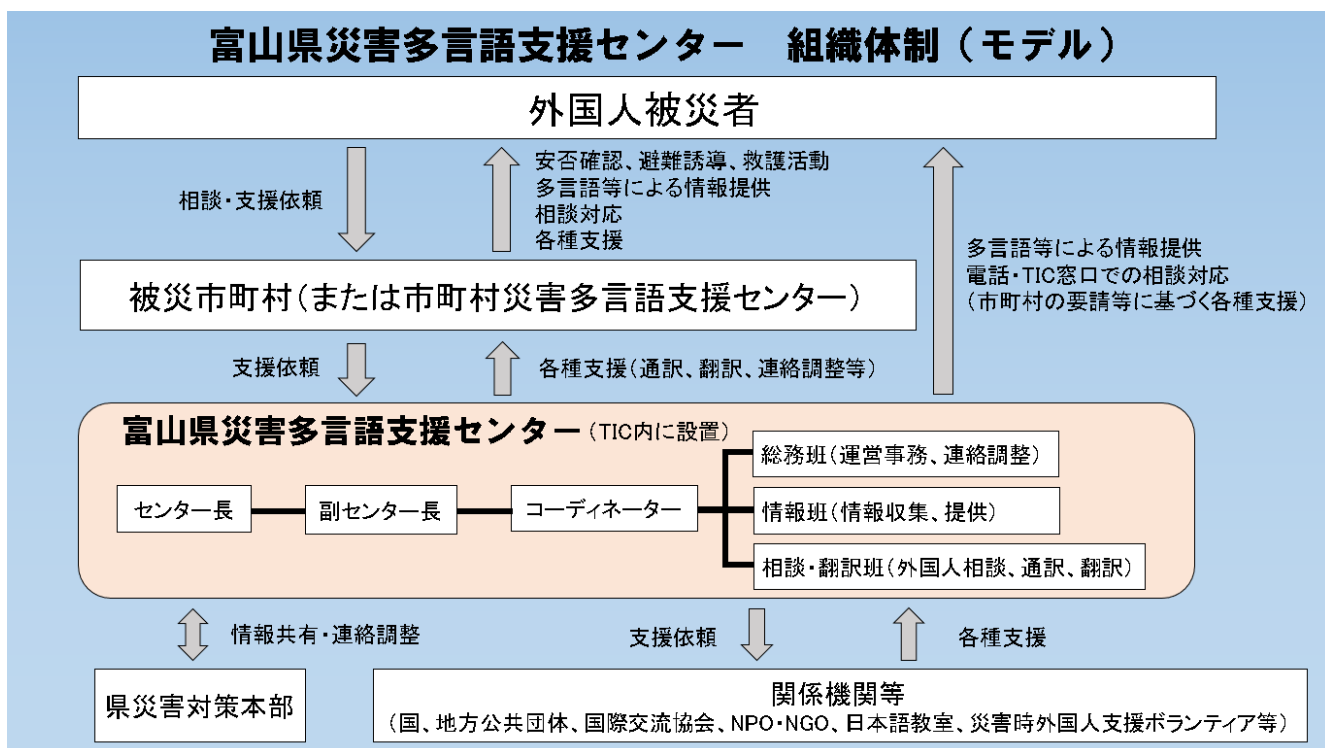 富山県災害多言語支援センター 組織体制（モデル）
外国人被災者
相談・支援依頼
安否確認、避難誘導、救護活動
多言語等による情報提供
相談対応
各種支援
多言語等による情報提供
電話・TIC窓口での相談対応
（市町村の要請等に基づく各種支援）
被災市町村（または市町村災害多言語支援センター）
支援依頼
各種支援（通訳、翻訳、連絡調整等）
富山県災害多言語支援センター（TIC内に設置）
センター長
副センター長
コーディネーター
総務班（運営事務、連絡調整）
情報班（情報収集、提供）
相談・翻訳班（外国人相談、通訳、翻訳）
情報共有・連絡調整
支援依頼
各種支援
県災害対策本部
関係機関等
（国、地方公共団体、国際交流協会、NPO・NGO、日本語教室、災害時外国人支援ボランティア等）